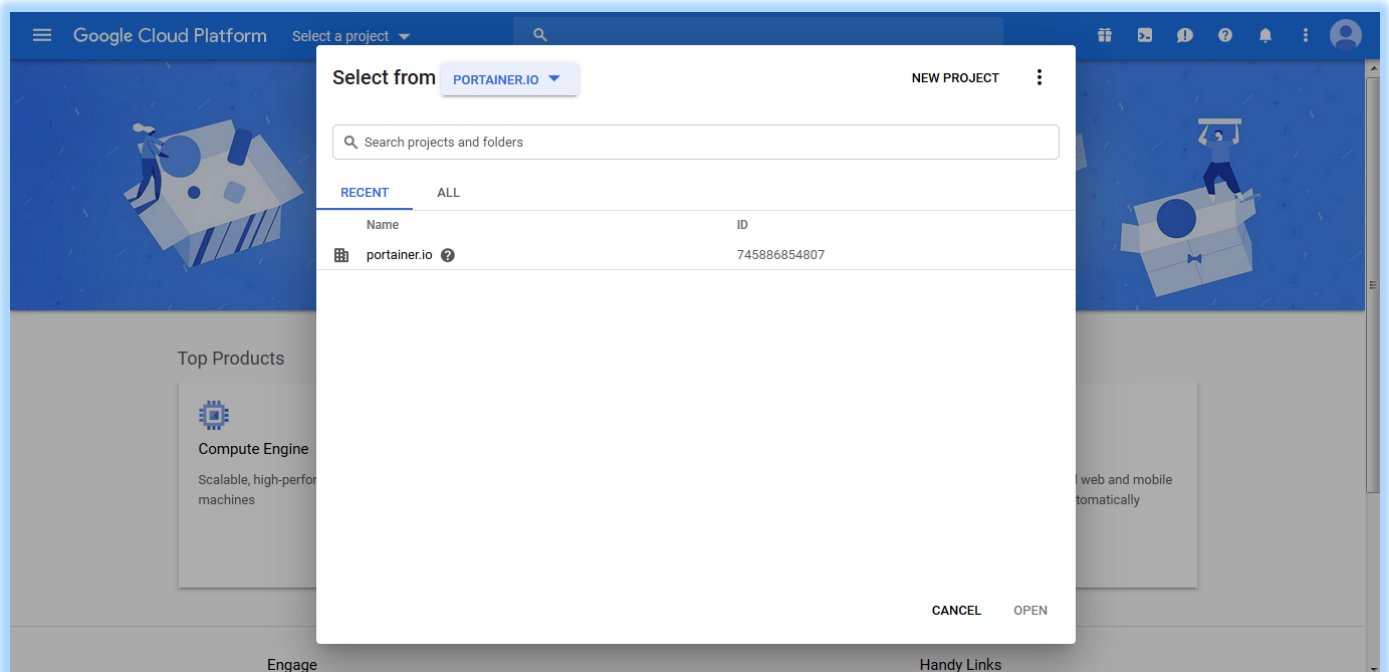 Google Cloud Platform Select a project
Select from PORTAINER.IO NEW PROJECT
Search projects and folders
RECENT ALL
Name ID
portainer.io 745886854807
Top Products
Compute Engine
Scalable, high-perfor
machines
web and mobile
tomatically
CANCEL OPEN
Engage Handy Links